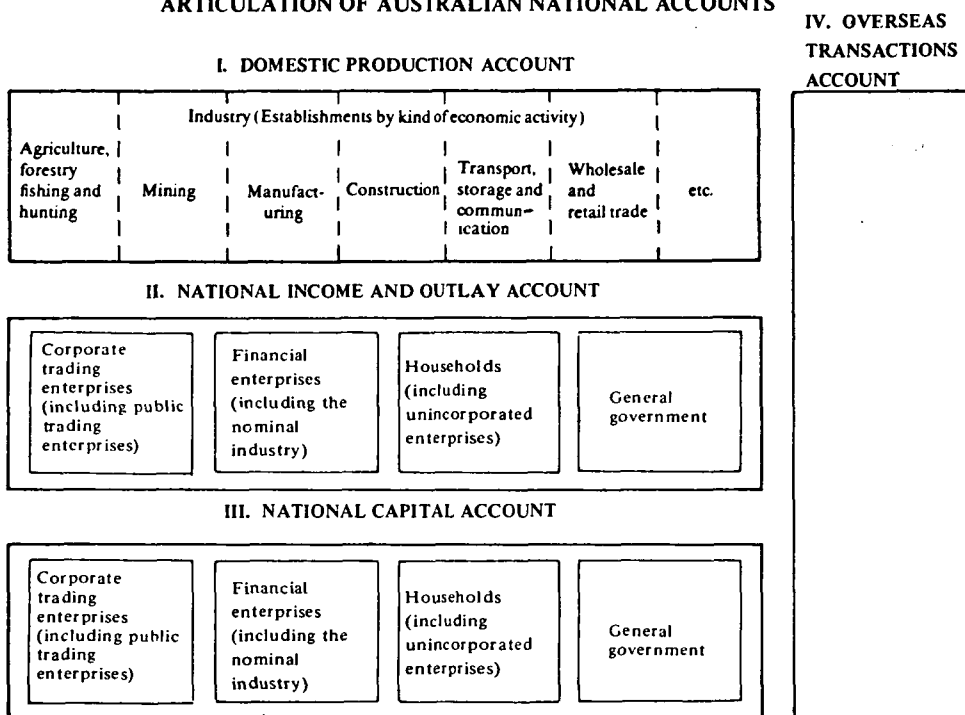 ARTICULATION OF AUSTRALIAN NATIONAL ACCOUNTS
IV. OVERSEAS
TRANSACTIONS
ACCOUNT
I. DOMESTIC PRODUCTION ACCOUNT
Industry (Establishments by kind of economic activity)
Agriculture,
forestry
fishing and
hunting
Mining
Manufact-
uring
Construction
Transport,
storage and
commun-
ication
Wholesale
and
retail trade
etc.
II. NATIONAL INCOME AND OUTLAY ACCOUNT
Corporate
trading
enterprises
(including public
trading
enterprises)
Financial
enterprises
(including the
nominal
industry)
Households
(including
unincorporated
enterprises)
General
government
III. NATIONAL CAPITAL ACCOUNT
Corporate
trading
enterprises
(including public
trading
enterprises)
Financial
enterprises
(including the
nominal
industry)
Households
(including
unincorporated
enterprises)
General
government